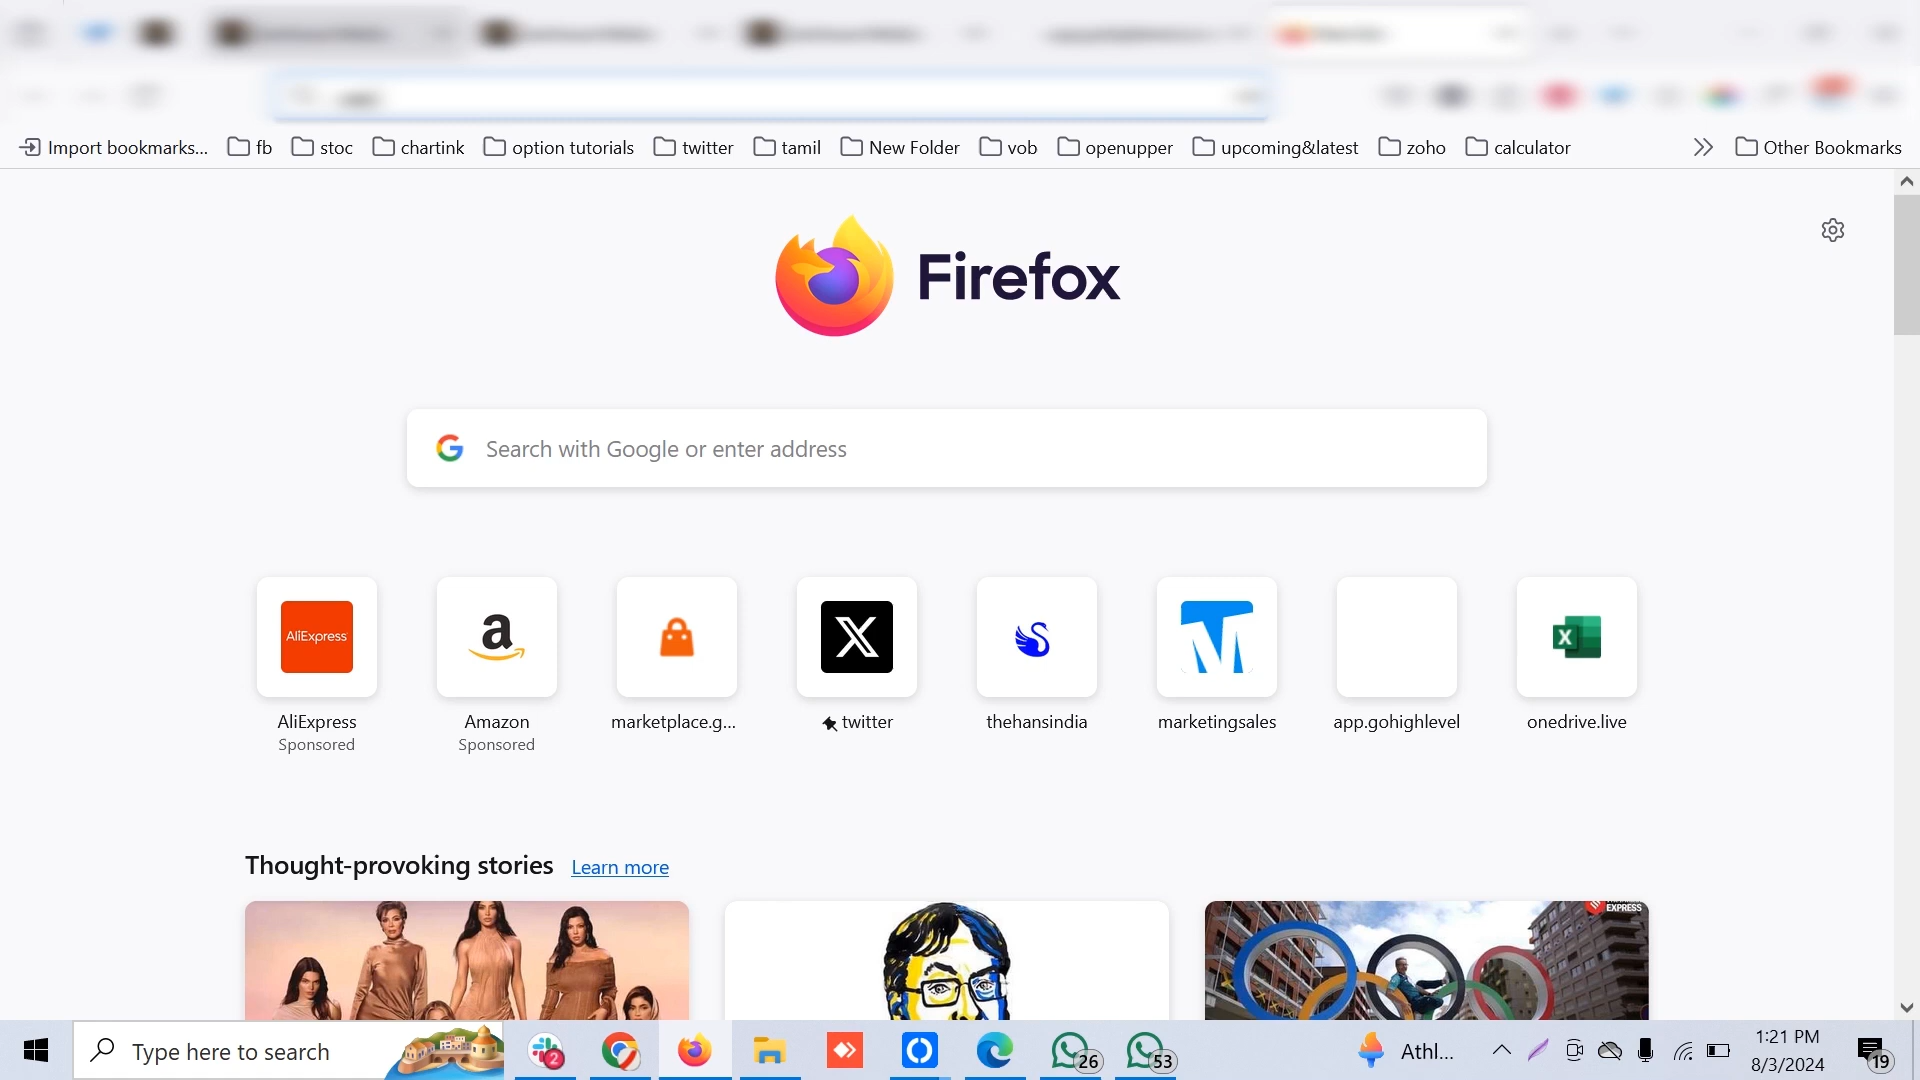 Import bookmarks... fb stoc chartink option tutorials twitter tamil New Folder vob openupper upcoming&latest zoho calculator Other Bookmarks
Firefox
Search with Google or enter address
AliExpress
a
X
AliExpress Amazon marketplace.g... twitter thehansindia marketingsales app.gohighlevel onedrive.live
Sponsored Sponsored
Thought-provoking stories Learn more
EXPRESS
Type here to search
2
26
53
Athl...
1:21 PM
8/3/2024
19